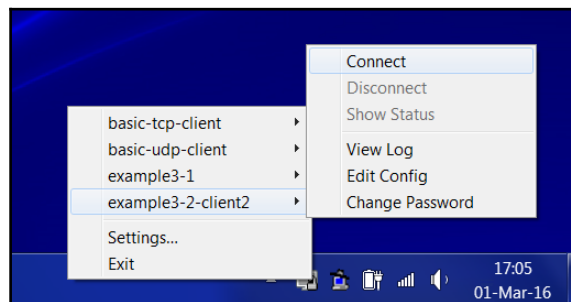 basic-tcp-client
basic-udp-client
example3-1
example3-2-client2
Settings...
Exit
Connect
Disconnect
Show Status
View Log
Edit Config
Change Password
17:05
01-Mar-16